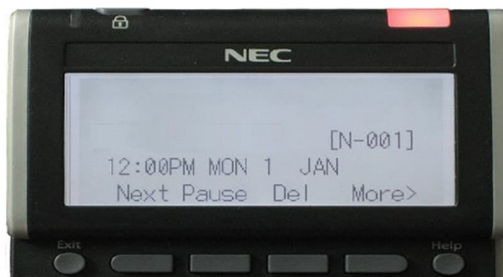 NEC
[N-001]
12:00PM MON 1 JAN
Next Pause Del More>
Exit Help